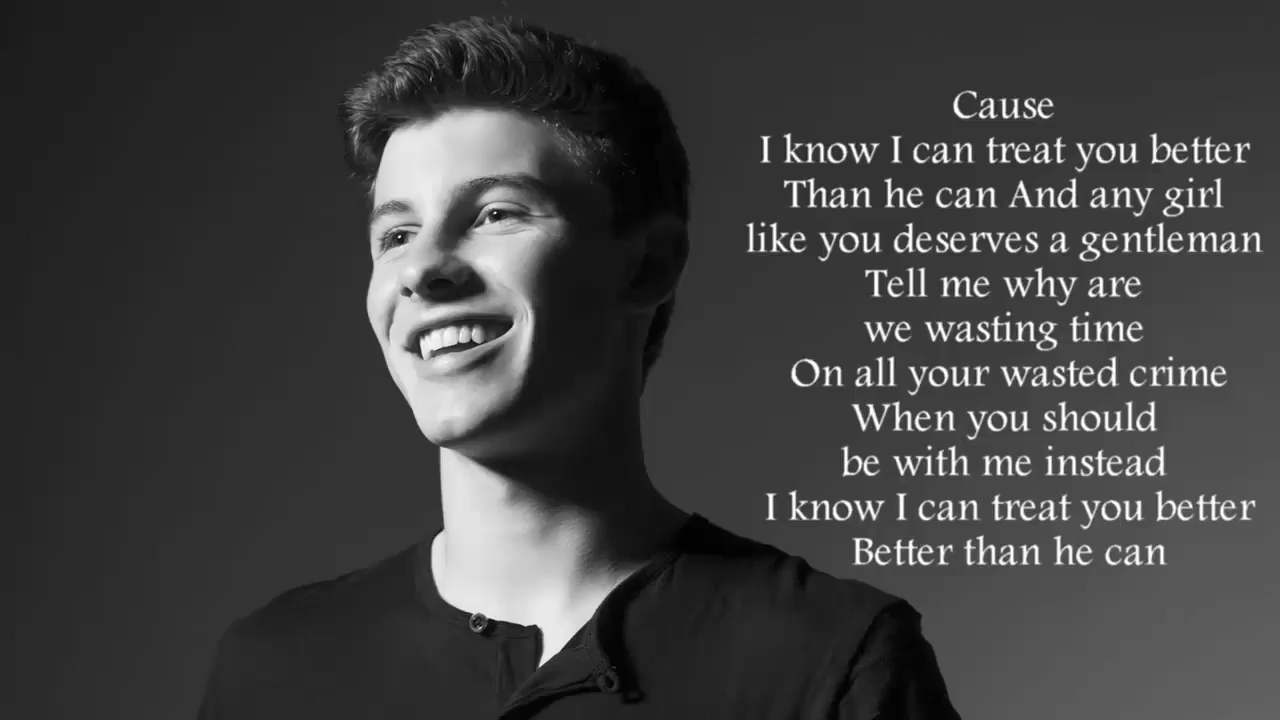 Cause
I know I can treat you better
Than he can And any girl
like you deserves a gentleman
Tell me why are
we wasting time
On all your wasted crime
When you should
be with me instead
I know I can treat you better
Better than he can